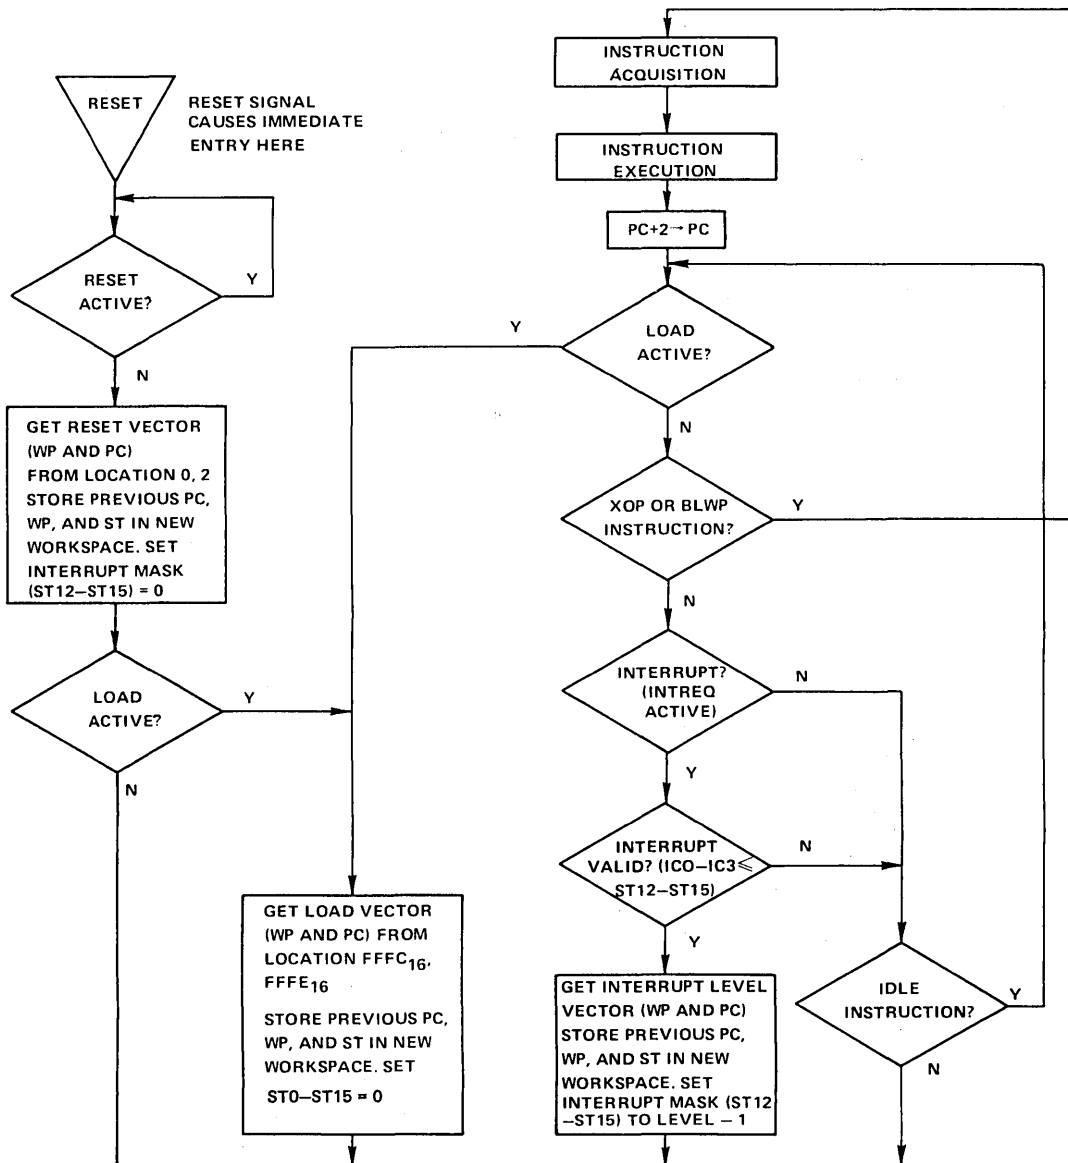 RESET
RESET SIGNAL
CAUSES IMMEDIATE
ENTRY HERE
RESET
ACTIVE?
Y
N
GET RESET VECTOR
(WP AND PC)
FROM LOCATION 0, 2
STORE PREVIOUS PC,
WP, AND ST IN NEW
WORKSPACE. SET
INTERRUPT MASK
(ST12–ST15) = 0
LOAD
ACTIVE?
Y
N
GET LOAD VECTOR
(WP AND PC) FROM
LOCATION FFFC16,
FFFE16
STORE PREVIOUS PC,
WP, AND ST IN NEW
WORKSPACE. SET
ST0–ST15 = 0
INSTRUCTION
ACQUISITION
INSTRUCTION
EXECUTION
PC+2→PC
LOAD
ACTIVE?
Y
N
XOP OR BLWP
INSTRUCTION?
Y
N
INTERRUPT?
(INTREQ
ACTIVE)
N
Y
INTERRUPT
VALID? (IC0–IC3⩽
ST12–ST15)
N
Y
GET INTERRUPT LEVEL
VECTOR (WP AND PC)
STORE PREVIOUS PC,
WP, AND ST IN NEW
WORKSPACE. SET
INTERRUPT MASK (ST12
–ST15) TO LEVEL – 1
IDLE
INSTRUCTION?
Y
N